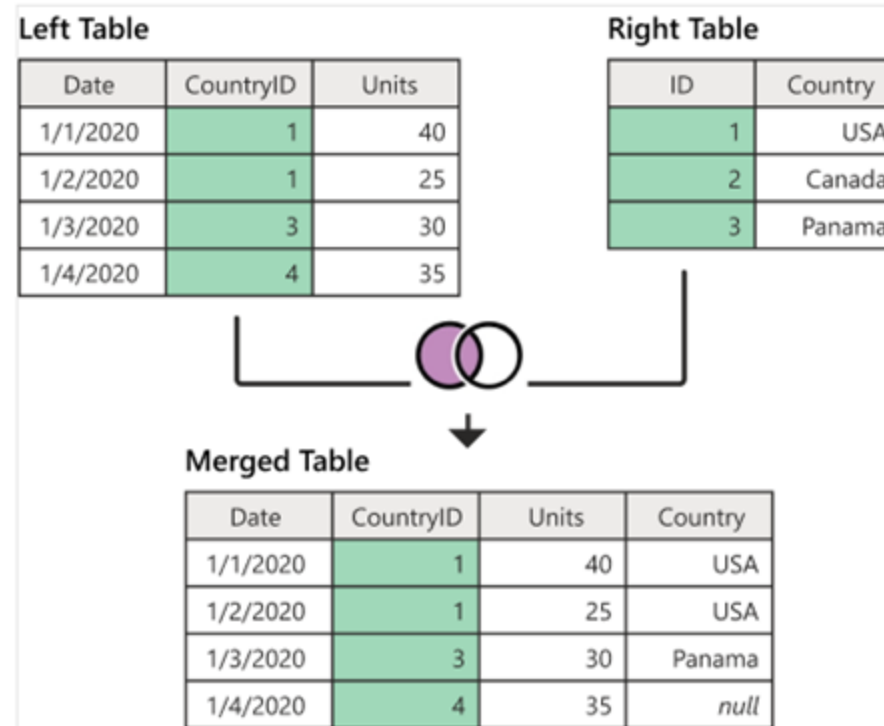 Left Table Right Table
Date CountryID Units ID Country
1/1/2020 1 40 1 USA
1/2/2020 1 25 2 Canada
1/3/2020 3 30 3 Panama
1/4/2020 4 35
Merged Table
Date CountryID Units Country
1/1/2020 1 40 USA
1/2/2020 1 25 USA
1/3/2020 3 30 Panama
1/4/2020 4 35 null